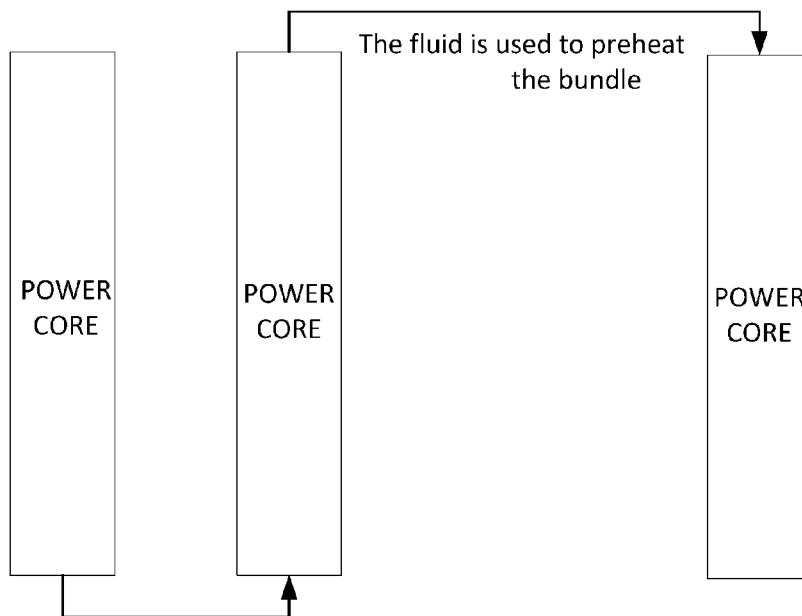 The fluid is used to preheat
the bundle
POWER
CORE
POWER
CORE
POWER
CORE